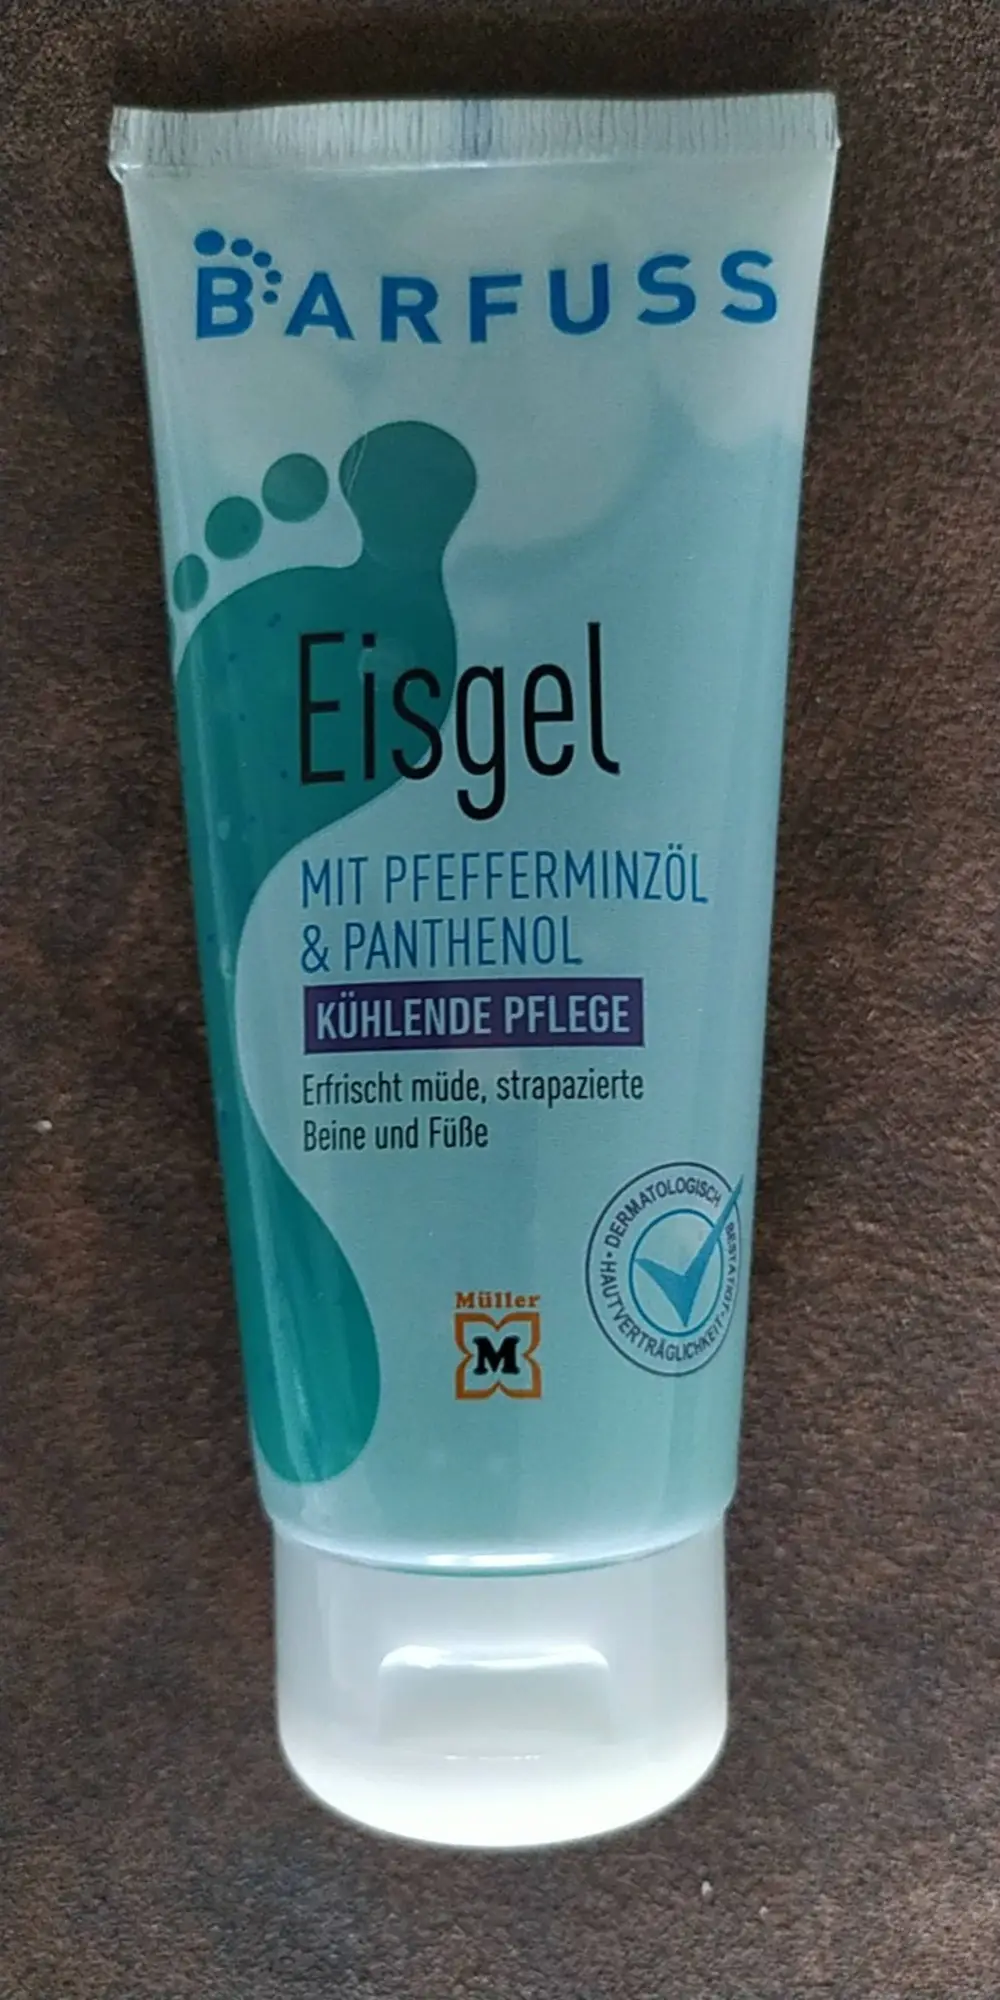 BARFUSS
Eisgel
MIT PFEFFERMINZÖL
& PANTHENOL
KÜHLENDE PFLEGE
Erfrischt müde, strapazierte
Beine und Füße
DERMATOLOGISCH BESTÄTIGT • HAUTVERTRÄGLICHKEIT •
Müller
M